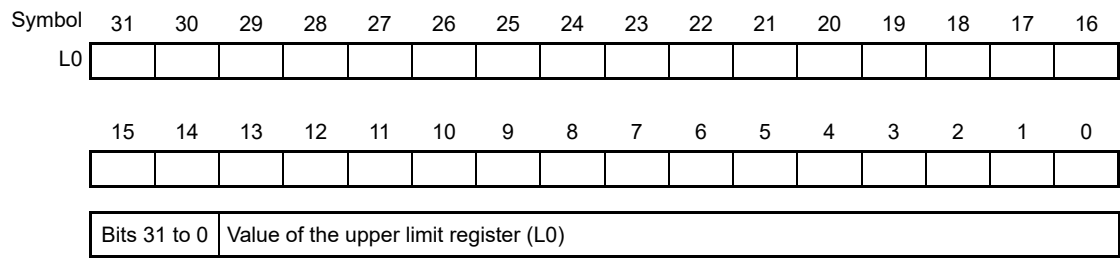 Symbol 31 30 29 28 27 26 25 24 23 22 21 20 19 18 17 16
L0
15 14 13 12 11 10 9 8 7 6 5 4 3 2 1 0
Bits 31 to 0 Value of the upper limit register (L0)